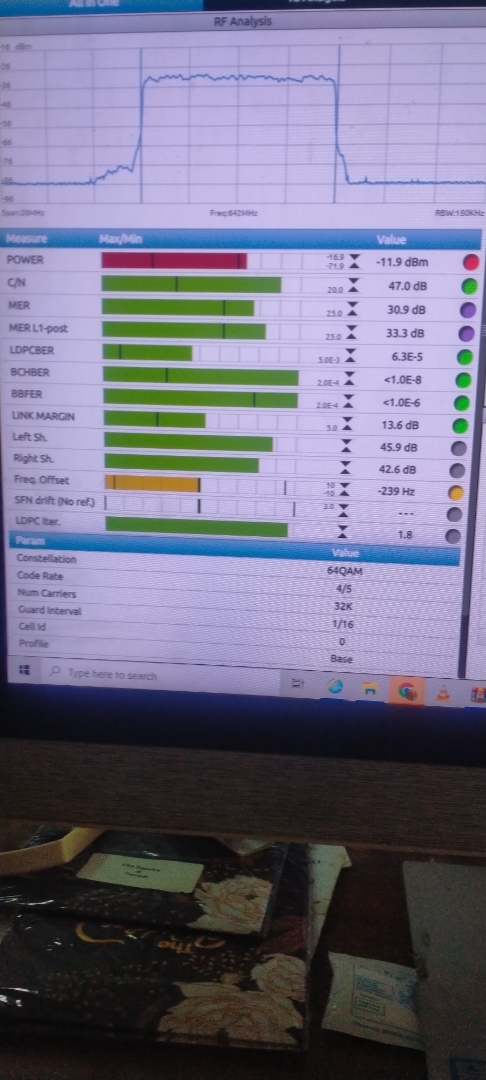 All in One
RF Analysis
dBm
Span:20MHz Freq:642MHz RBW:180KHz
Measure Max/Min Value
POWER -16.9 -71.9 -11.9 dBm
C/N 20.0 47.0 dB
MER 25.0 30.9 dB
MER L1-post 25.0 33.3 dB
LDPCBER 5.0E-3 6.3E-5
BCHBER 2.0E-4 <1.0E-8
BBFER 2.0E-4 <1.0E-6
LINK MARGIN 5.0 13.6 dB
Left Sh. 45.9 dB
Right Sh. 42.6 dB
Freq. Offset 10 -10 -239 Hz
SFN drift (No ref.) 2.0 ---
LDPC Iter. 1.8
Param Value
Constellation 64QAM
Code Rate 4/5
Num Carriers 32K
Guard Interval 1/16
Cell Id 0
Profile Base
Type here to search
The